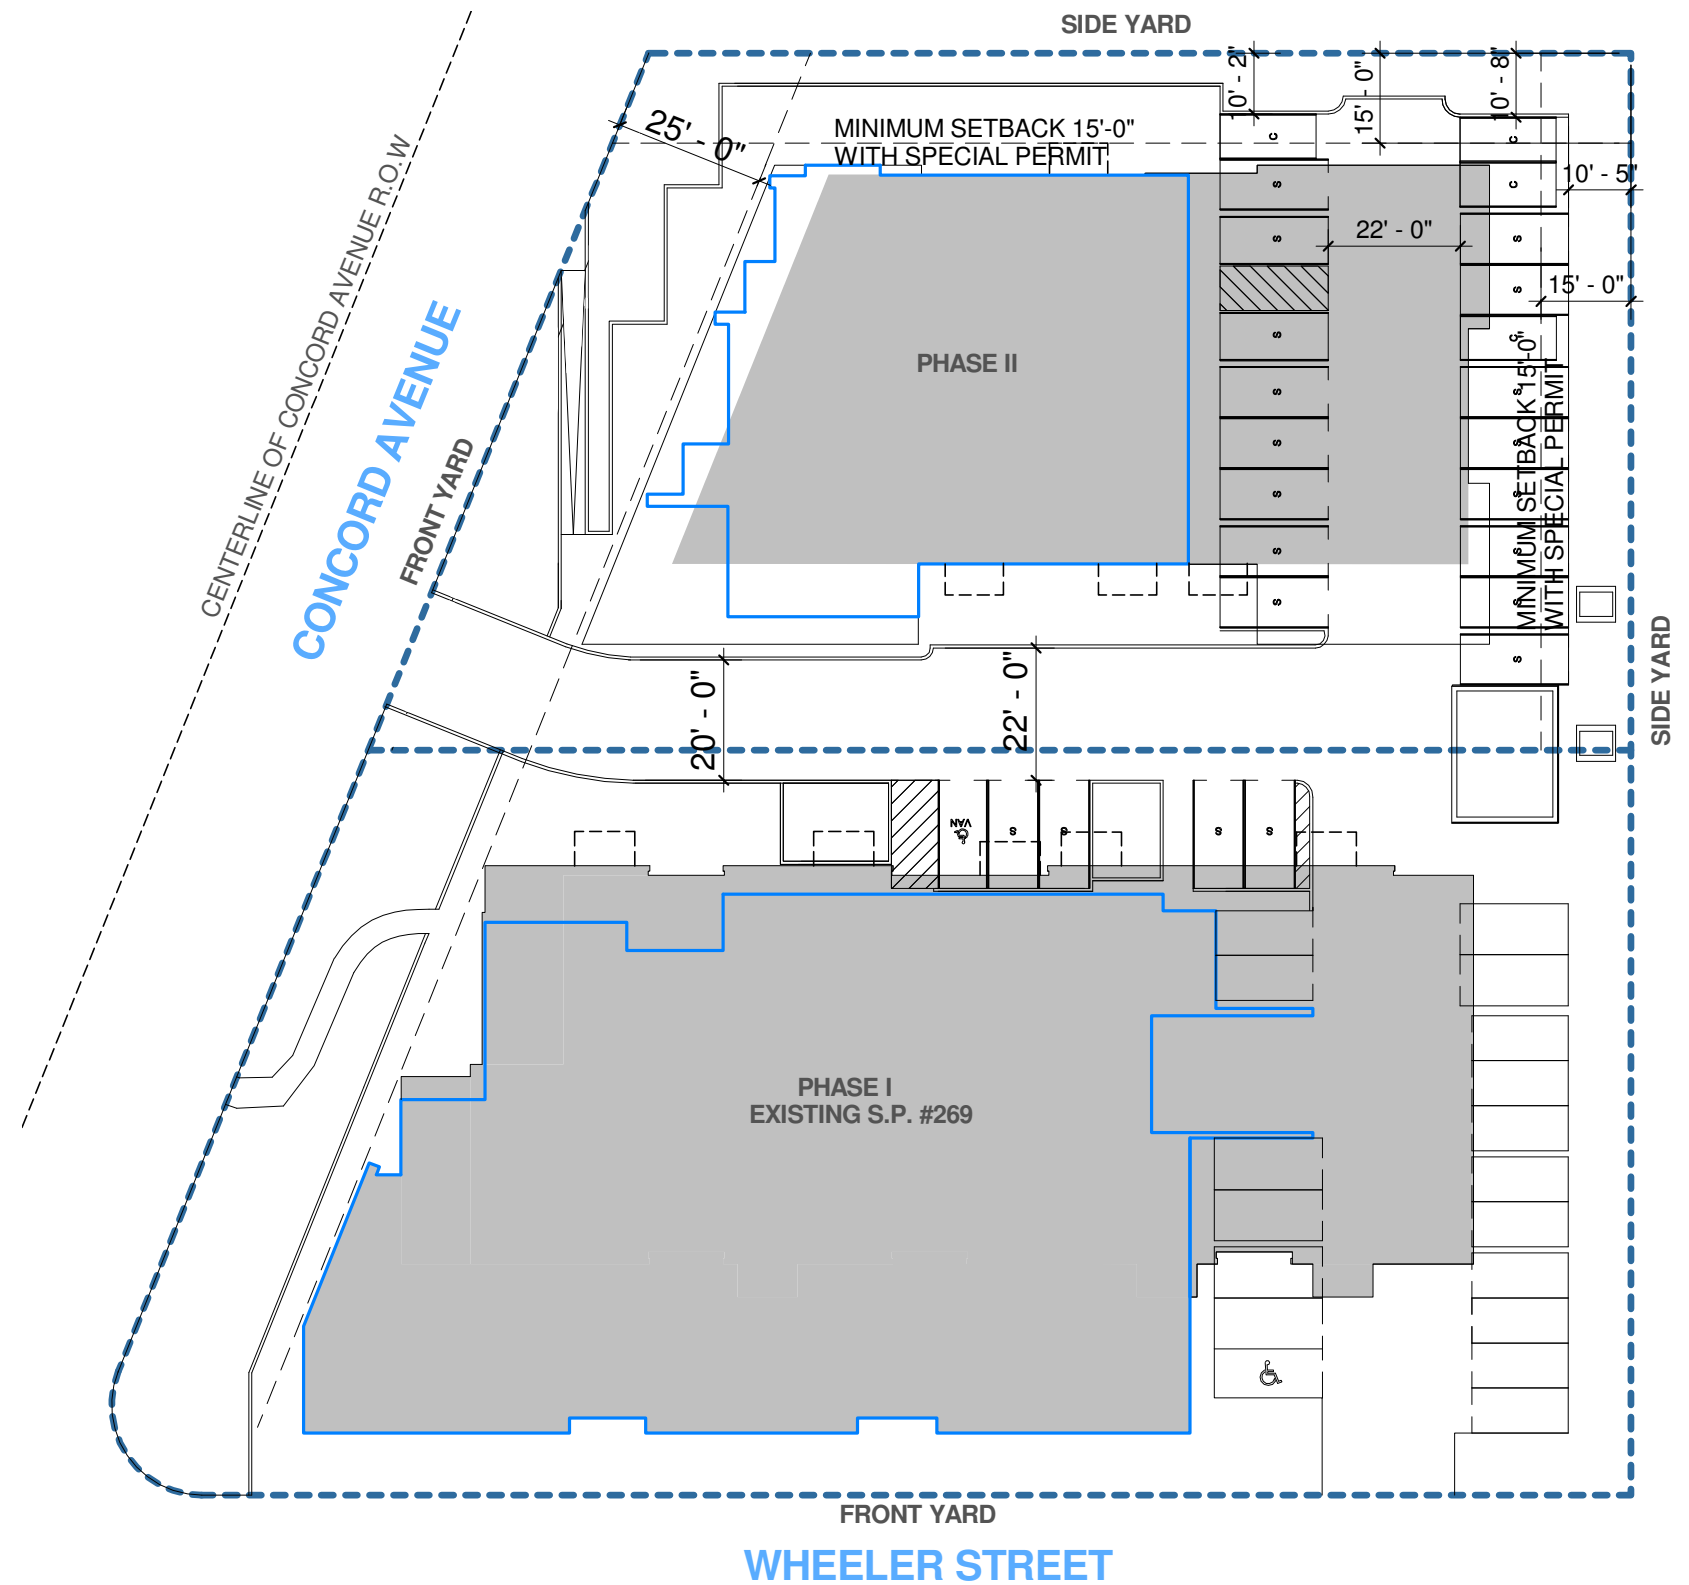 SIDE YARD
10' - 2"
15' - 0"
10' - 8"
25' - 0"
MINIMUM SETBACK 15'-0"
WITH SPECIAL PERMIT
C
C
S
C
10' - 5"
S
22' - 0"
S
S
15' - 0"
CENTERLINE OF CONCORD AVENUE R.O.W
CONCORD AVENUE
FRONT YARD
PHASE II
S
C
MINIMUM SETBACK 15'-0"
WITH SPECIAL PERMIT
S
S
S
S
S
S
S
S
S
S
S
SIDE YARD
20' - 0"
22' - 0"
VAN
S
S
S
S
PHASE I
EXISTING S.P. #269
FRONT YARD
WHEELER STREET